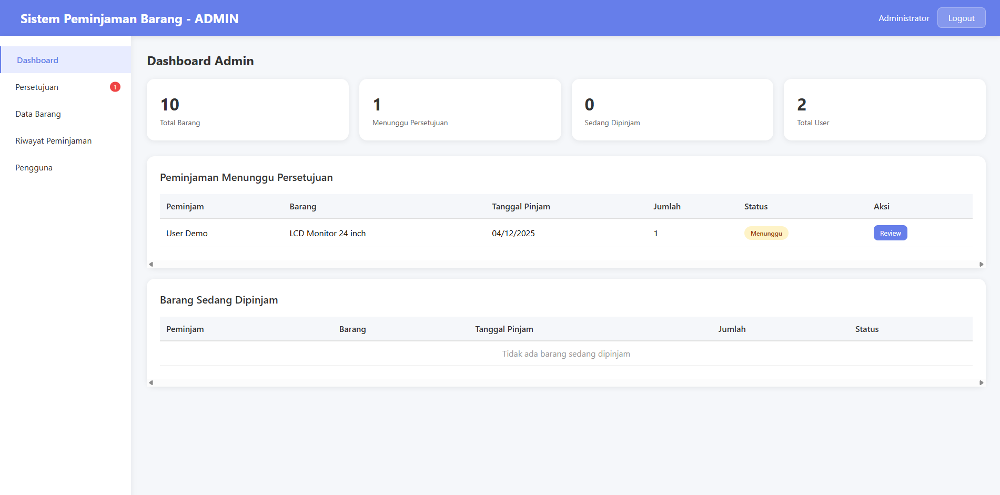 Sistem Peminjaman Barang - ADMIN
Administrator
Logout
Dashboard
Persetujuan
1
Data Barang
Riwayat Peminjaman
Pengguna
Dashboard Admin
10
Total Barang
1
Menunggu Persetujuan
0
Sedang Dipinjam
2
Total User
Peminjaman Menunggu Persetujuan
Peminjam Barang Tanggal Pinjam Jumlah Status Aksi
User Demo LCD Monitor 24 inch 04/12/2025 1 Menunggu Review
Barang Sedang Dipinjam
Peminjam Barang Tanggal Pinjam Jumlah Status
Tidak ada barang sedang dipinjam